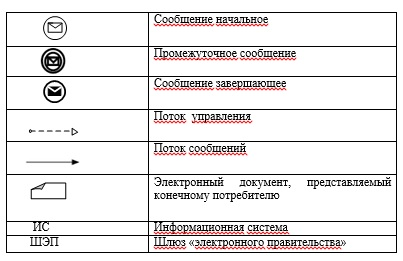 Сообщение начальное
Промежуточное сообщение
Сообщение завершающее
Поток управления
Поток сообщений
Электронный документ, представляемый
конечному потребителю
ИС Информационная система
ШЭП Шлюз «электронного правительства»